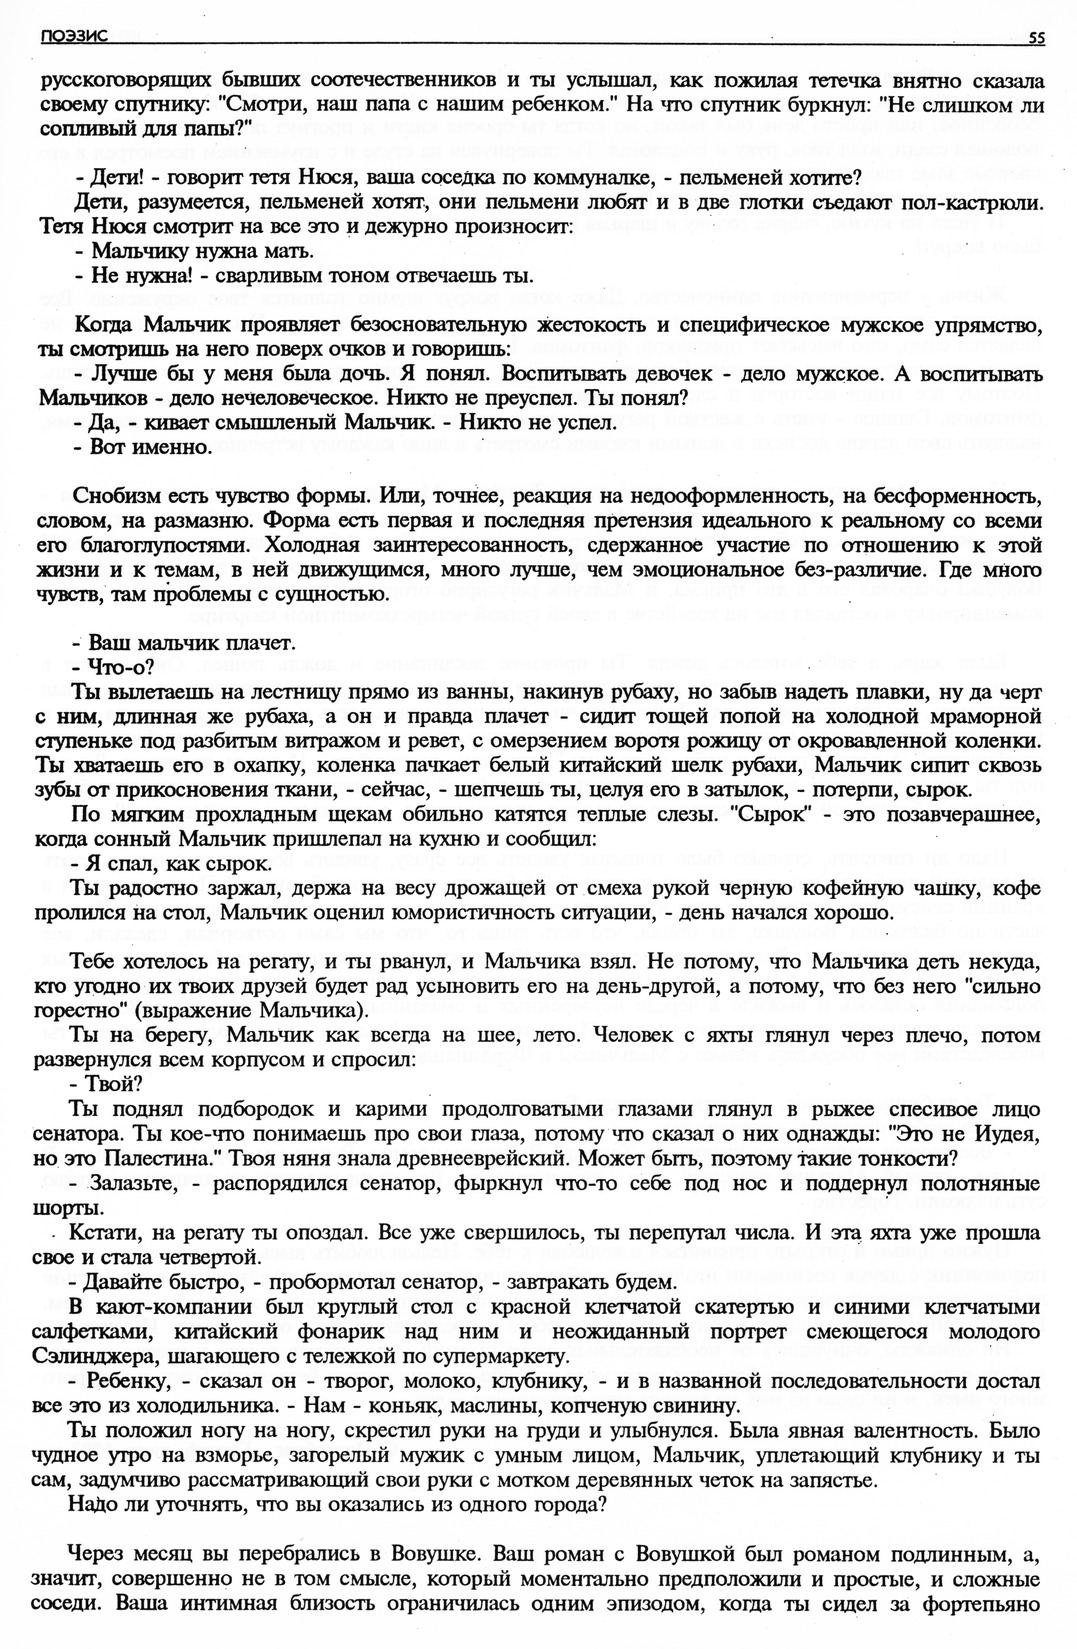 ПОЭЗИС 55
русскоговорящих бывших соотечественников и ты услышал, как пожилая тетечка внятно сказала
своему спутнику: "Смотри, наш папа с нашим ребенком." На что спутник буркнул: "Не слишком ли
сопливый для папы?"
- Дети! - говорит тетя Нюся, ваша соседка по коммуналке, - пельменей хотите?
Дети, разумеется, пельменей хотят, они пельмени любят и в две глотки съедают пол-кастрюли.
Тетя Нюся смотрит на все это и дежурно произносит:
- Мальчику нужна мать.
- Не нужна! - сварливым тоном отвечаешь ты.
Когда Мальчик проявляет безосновательную жестокость и специфическое мужское упрямство,
ты смотришь на него поверх очков и говоришь:
- Лучше бы у меня была дочь. Я понял. Воспитывать девочек - дело мужское. А воспитывать
Мальчиков - дело нечеловеческое. Никто не преуспел. Ты понял?
- Да, - кивает смышленый Мальчик. - Никто не успел.
- Вот именно.
Снобизм есть чувство формы. Или, точнее, реакция на недооформленность, на бесформенность,
словом, на размазню. Форма есть первая и последняя претензия идеального к реальному со всеми
его благоглупостями. Холодная заинтересованность, сдержанное участие по отношению к этой
жизни и к темам, в ней движущимся, много лучше, чем эмоциональное без-различие. Где много
чувств, там проблемы с сущностью.
- Ваш мальчик плачет.
- Что-о?
Ты вылетаешь на лестницу прямо из ванны, накинув рубаху, но забыв надеть плавки, ну да черт
с ним, длинная же рубаха, а он и правда плачет - сидит тощей попой на холодной мраморной
ступеньке под разбитым витражом и ревет, с омерзением воротя рожицу от окровавленной коленки.
Ты хватаешь его в охапку, коленка пачкает белый китайский шелк рубахи, Мальчик сипит сквозь
зубы от прикосновения ткани, - сейчас, - шепчешь ты, целуя его в затылок, - потерпи, сырок.
По мягким прохладным щекам обильно катятся теплые слезы. "Сырок" - это позавчерашнее,
когда сонный Мальчик пришлепал на кухню и сообщил:
- Я спал, как сырок.
Ты радостно заржал, держа на весу дрожащей от смеха рукой черную кофейную чашку, кофе
пролился на стол, Мальчик оценил юмористичность ситуации, - день начался хорошо.
Тебе хотелось на регату, и ты рванул, и Мальчика взял. Не потому, что Мальчика деть некуда,
кто угодно их твоих друзей будет рад усыновить его на день-другой, а потому, что без него "сильно
горестно" (выражение Мальчика).
Ты на берегу, Мальчик как всегда на шее, лето. Человек с яхты глянул через плечо, потом
развернулся всем корпусом и спросил:
- Твой?
Ты поднял подбородок и карими продолговатыми глазами глянул в рыжее спесивое лицо
сенатора. Ты кое-что понимаешь про свои глаза, потому что сказал о них однажды: "Это не Иудея,
но это Палестина." Твоя няня знала древнееврейский. Может быть, поэтому такие тонкости?
- Залазьте, - распорядился сенатор, фыркнул что-то себе под нос и поддернул полотняные
шорты.
Кстати, на регату ты опоздал. Все уже свершилось, ты перепутал числа. И эта яхта уже прошла
свое и стала четвертой.
- Давайте быстро, - пробормотал сенатор, - завтракать будем.
В кают-компании был круглый стол с красной клетчатой скатертью и синими клетчатыми
салфетками, китайский фонарик над ним и неожиданный портрет смеющегося молодого
Сэлинджера, шагающего с тележкой по супермаркету.
- Ребенку, - сказал он - творог, молоко, клубнику, - и в названной последовательности достал
все это из холодильника. - Нам - коньяк, маслины, копченую свинину.
Ты положил ногу на ногу, скрестил руки на груди и улыбнулся. Была явная валентность. Было
чудное утро на взморье, загорелый мужик с умным лицом, Мальчик, уплетающий клубнику и ты
сам, задумчиво рассматривающий свои руки с мотком деревянных четок на запястье.
Надо ли уточнять, что вы оказались из одного города?
Через месяц вы перебрались в Вовушке. Ваш роман с Вовушкой был романом подлинным, а,
значит, совершенно не в том смысле, который моментально предположили и простые, и сложные
соседи. Ваша интимная близость ограничилась одним эпизодом, когда ты сидел за фортепьяно